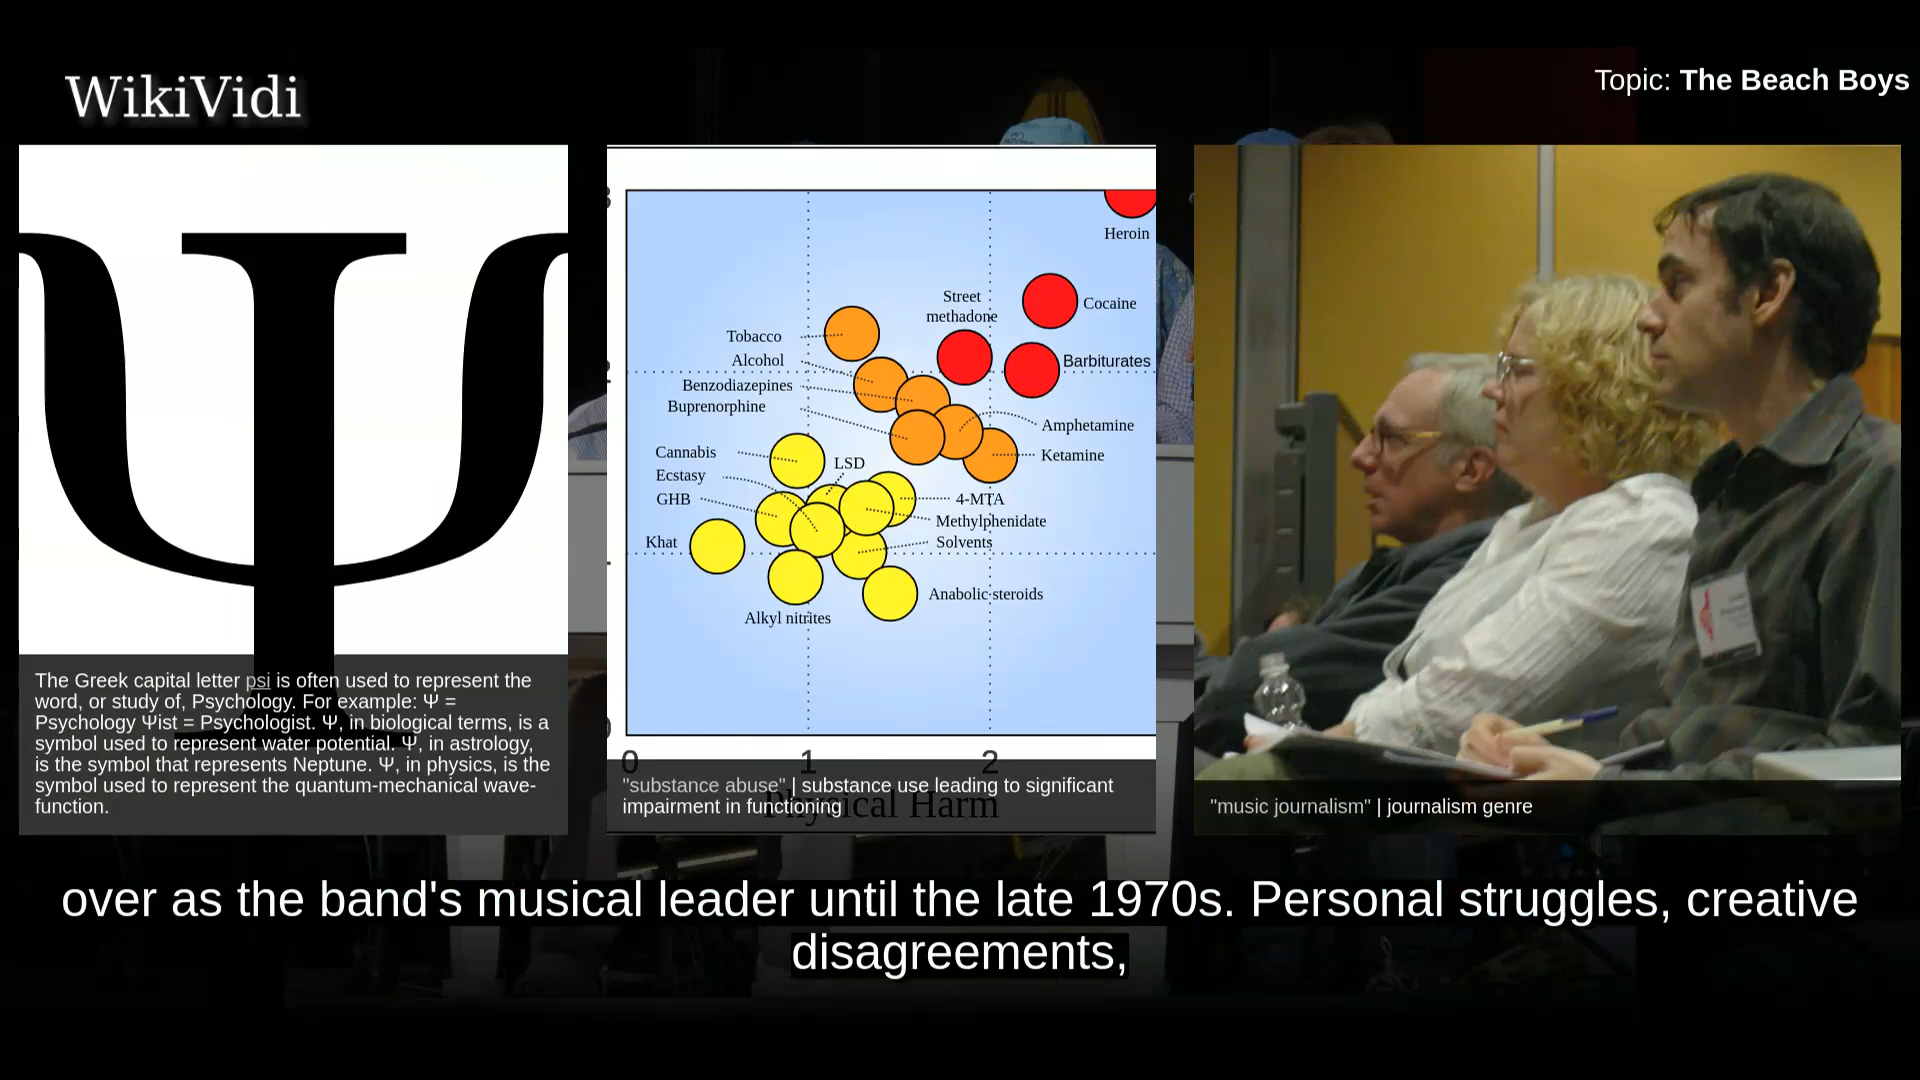 WikiVidi
Topic: The Beach Boys
Ψ
The Greek capital letter psi is often used to represent the
word, or study of, Psychology. For example: Ψ =
Psychology Ψist = Psychologist. Ψ, in biological terms, is a
symbol used to represent water potential. Ψ, in astrology,
is the symbol that represents Neptune. Ψ, in physics, is the
symbol used to represent the quantum-mechanical wave-
function.
Heroin
Cocaine
Street
methadone
Barbiturates
Tobacco
Alcohol
Benzodiazepines
Buprenorphine
Amphetamine
Ketamine
Cannabis
LSD
Ecstasy
GHB
4-MTA
Methylphenidate
Khat
Solvents
Anabolic steroids
Alkyl nitrites
0 1 2
Physical Harm
"substance abuse" | substance use leading to significant
impairment in functioning
"music journalism" | journalism genre
over as the band's musical leader until the late 1970s. Personal struggles, creative
disagreements,